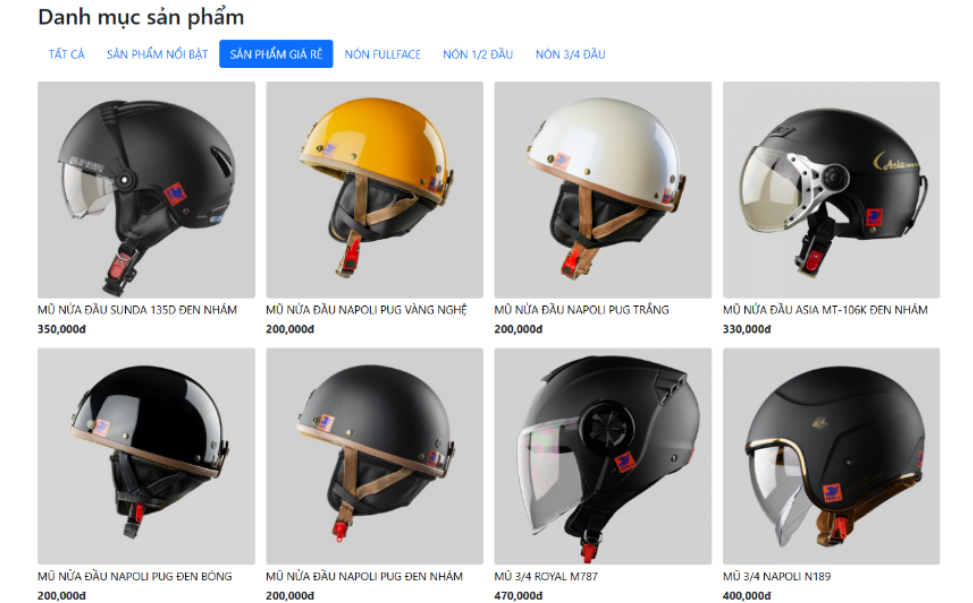 Danh mục sản phẩm
TẤT CẢ SẢN PHẨM NỔI BẬT SẢN PHẨM GIÁ RẺ NÓN FULLFACE NÓN 1/2 ĐẦU NÓN 3/4 ĐẦU
Asia
MŨ NỬA ĐẦU SUNDA 135D ĐEN NHÁM
350,000đ
MŨ NỬA ĐẦU NAPOLI PUG VÀNG NGHỆ
200,000đ
MŨ NỬA ĐẦU NAPOLI PUG TRẮNG
200,000đ
MŨ NỬA ĐẦU ASIA MT-106K ĐEN NHÁM
330,000đ
MŨ NỬA ĐẦU NAPOLI PUG ĐEN BÓNG
200,000đ
MŨ NỬA ĐẦU NAPOLI PUG ĐEN NHÁM
200,000đ
MŨ 3/4 ROYAL M787
470,000đ
MŨ 3/4 NAPOLI N189
400,000đ